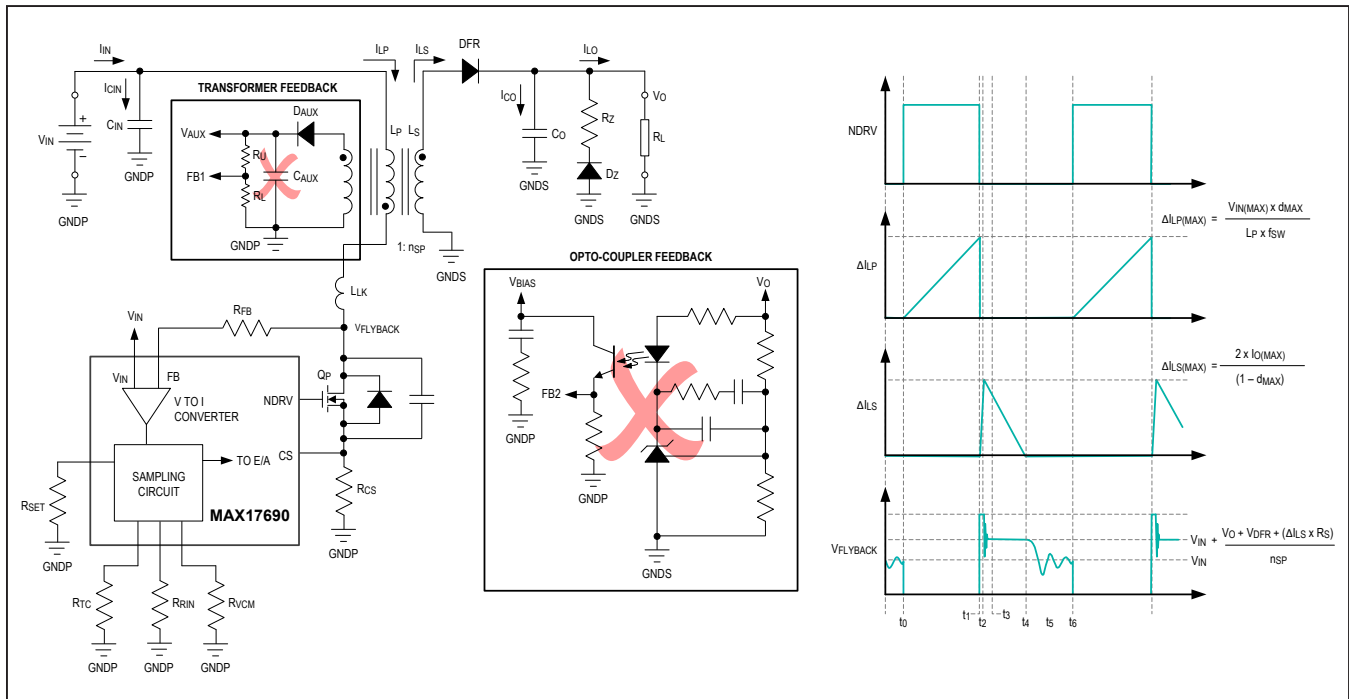 IIN
ICIN
CIN
VIN
+
−
GNDP
GNDP
TRANSFORMER FEEDBACK
DAUX
VAUX
RU
CAUX
FB1
RL
GNDP
ILP
ILS
LP LS
1: nSP
DFR
ILO
ICO
CO
RZ
DZ
VO
RL
GNDS
GNDS
GNDS
GNDS
LLK
VFLYBACK
RFB
VIN
VIN
FB
V TO I
CONVERTER
NDRV
QP
TO E/A
CS
SAMPLING
CIRCUIT
MAX17690
RSET
GNDP
RCS
GNDP
RTC
RRIN
RVCM
GNDP
GNDP
GNDP
OPTO-COUPLER FEEDBACK
VBIAS
VO
FB2
GNDP
GNDP
GNDS
NDRV
ΔILP
ΔILP(MAX) = VIN(MAX) x dMAX
LP x fSW
ΔILS
ΔILS(MAX) = 2 x IO(MAX)
(1 – dMAX)
VFLYBACK
VIN + VO + VDFR + (ΔILS x RS)
nSP
VIN
t0
t1
t2
t3
t4
t5
t6